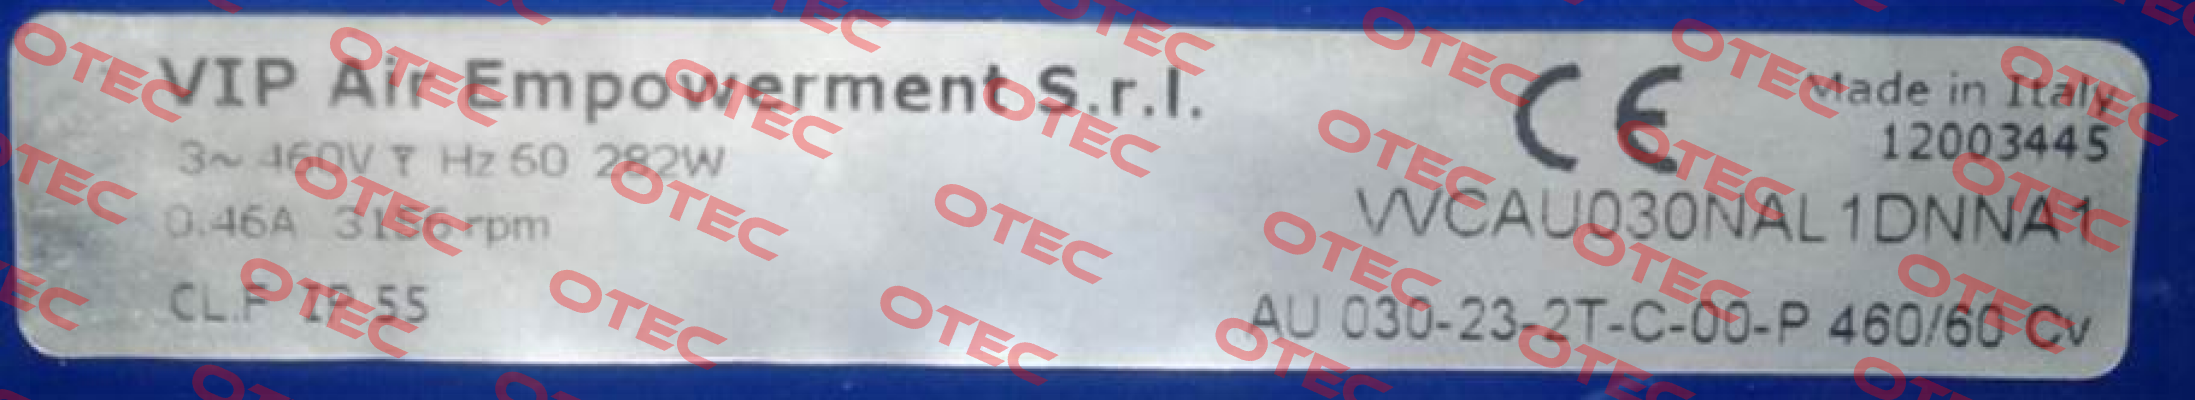 VIP Air Empowerment S.r.l.
3~ 460V Y Hz 60 282W
0.46A 3156 rpm
CL.F IP 55
CE
Made in Italy
12003445
VVCAU030NAL1DNNA1
AU 030-23-2T-C-00-P 460/60 Cv
OTEC